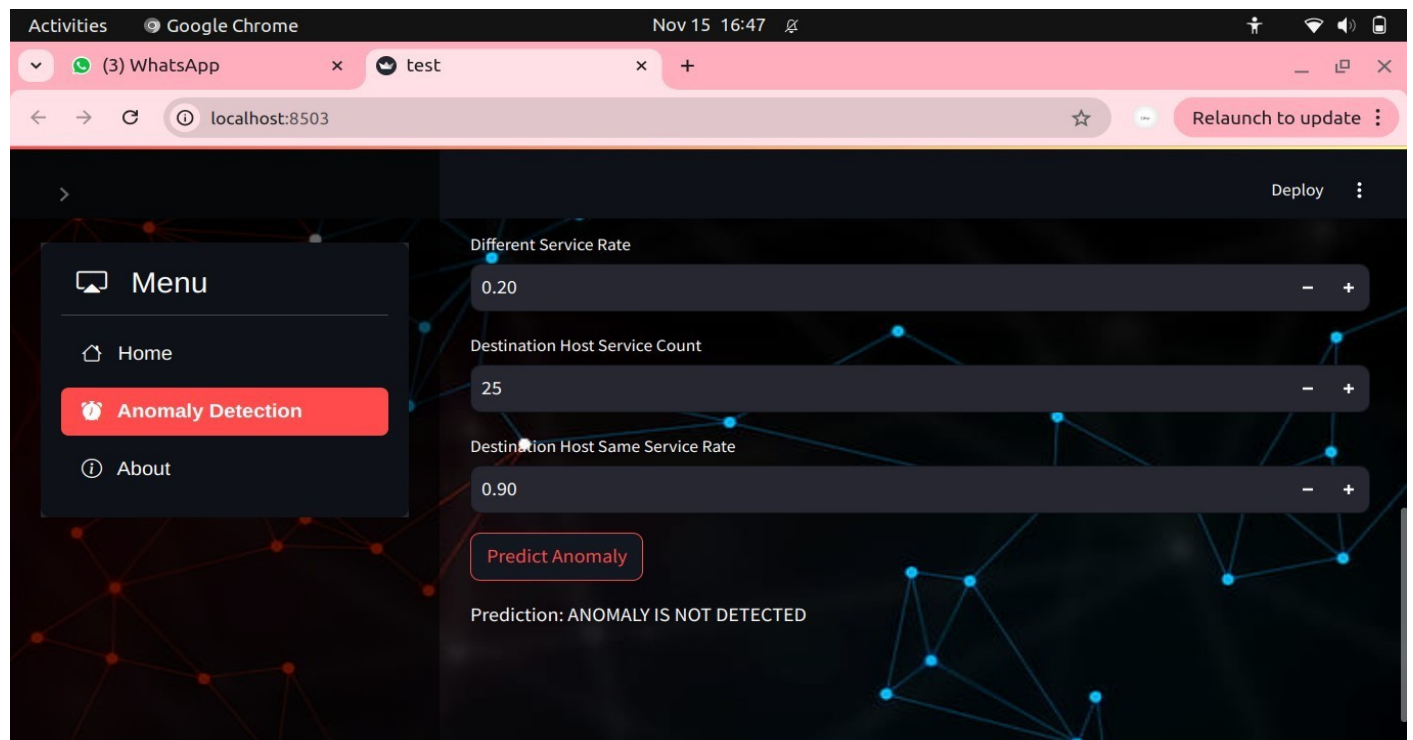 Activities Google Chrome Nov 15 16:47
(3) WhatsApp test
localhost:8503 Relaunch to update
Deploy
Menu
Home
Anomaly Detection
About
Different Service Rate
0.20
Destination Host Service Count
25
Destination Host Same Service Rate
0.90
Predict Anomaly
Prediction: ANOMALY IS NOT DETECTED